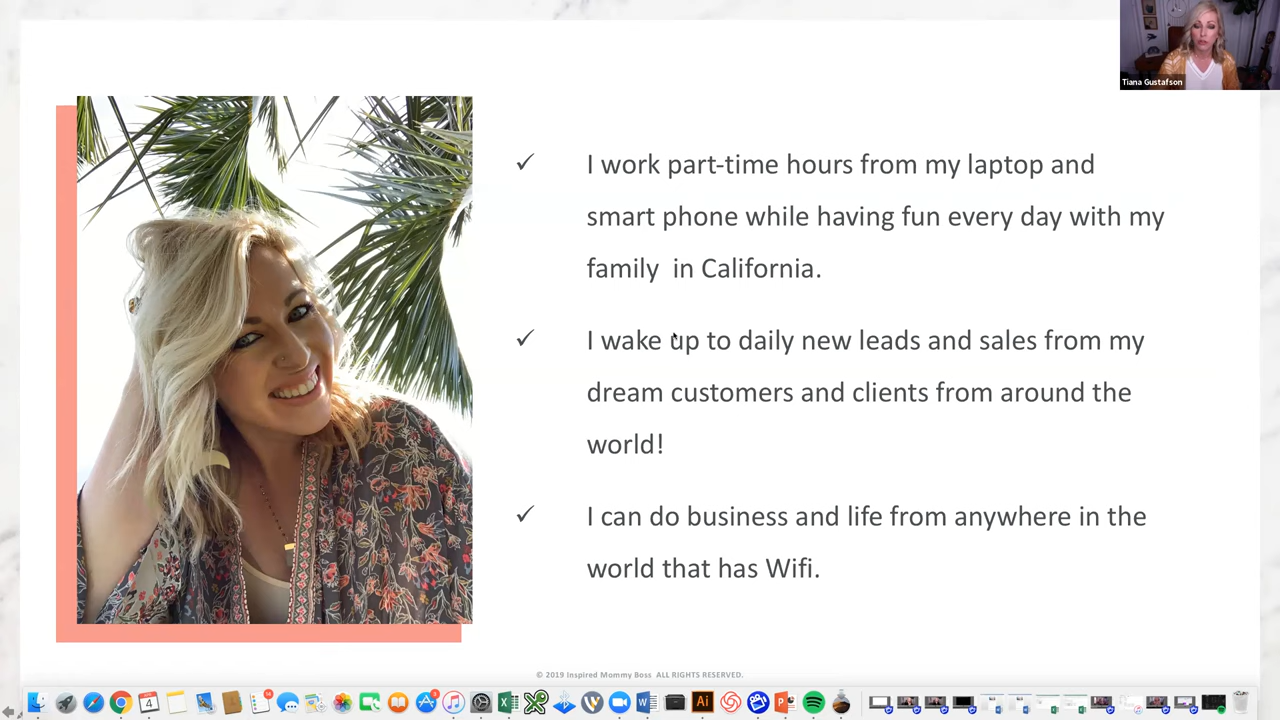 Tiana Gustafson
✓ I work part-time hours from my laptop and
smart phone while having fun every day with my
family in California.
✓ I wake up to daily new leads and sales from my
dream customers and clients from around the
world!
✓ I can do business and life from anywhere in the
world that has Wifi.
© 2019 Inspired Mommy Boss ALL RIGHTS RESERVED.
4
Ai